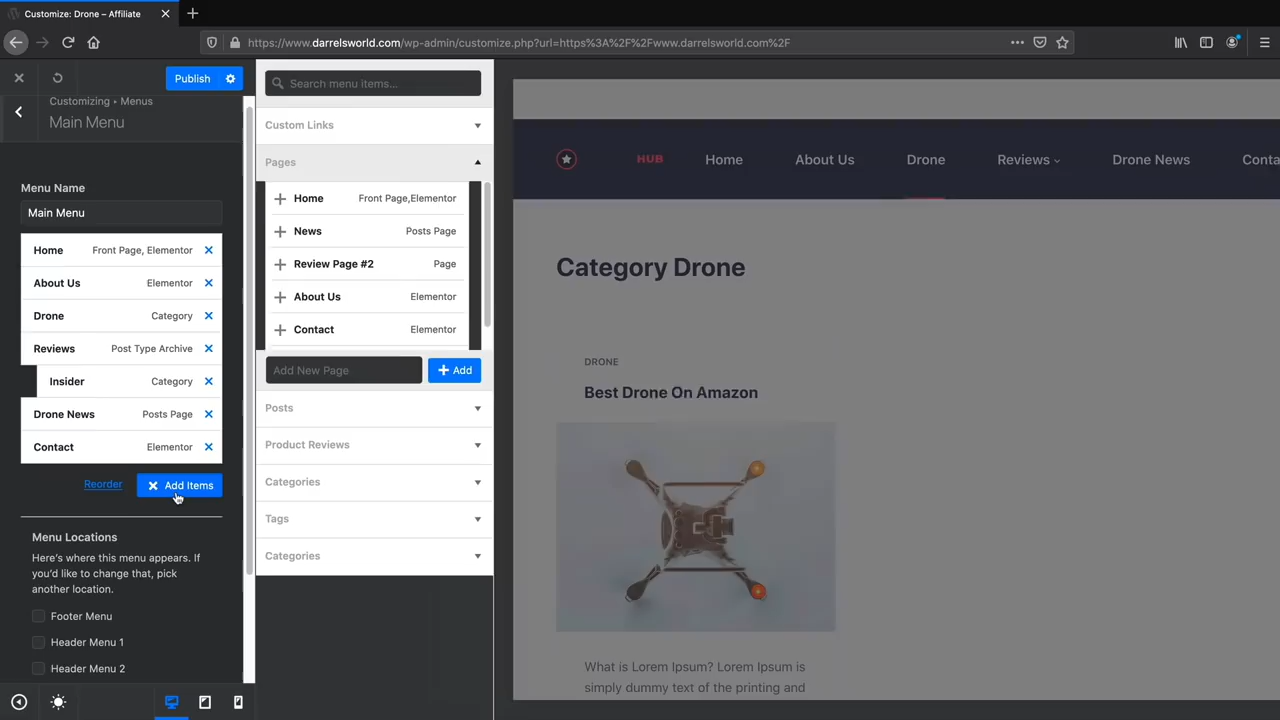 Customize: Drone – Affiliate
https://www.darrelsworld.com/wp-admin/customize.php?url=https%3A%2F%2Fwww.darrelsworld.com%2F
Publish
Customizing ▸ Menus
Main Menu
Menu Name
Main Menu
Home Front Page, Elementor
About Us Elementor
Drone Category
Reviews Post Type Archive
Insider Category
Drone News Posts Page
Contact Elementor
Reorder
Add Items
Menu Locations
Here's where this menu appears. If
you'd like to change that, pick
another location.
Footer Menu
Header Menu 1
Header Menu 2
Search menu items...
Custom Links
Pages
Home Front Page,Elementor
News Posts Page
Review Page #2 Page
About Us Elementor
Contact Elementor
Add New Page
Add
Posts
Product Reviews
Categories
Tags
Categories
HUB Home About Us Drone Reviews Drone News Conta
Category Drone
DRONE
Best Drone On Amazon
What is Lorem Ipsum? Lorem Ipsum is
simply dummy text of the printing and